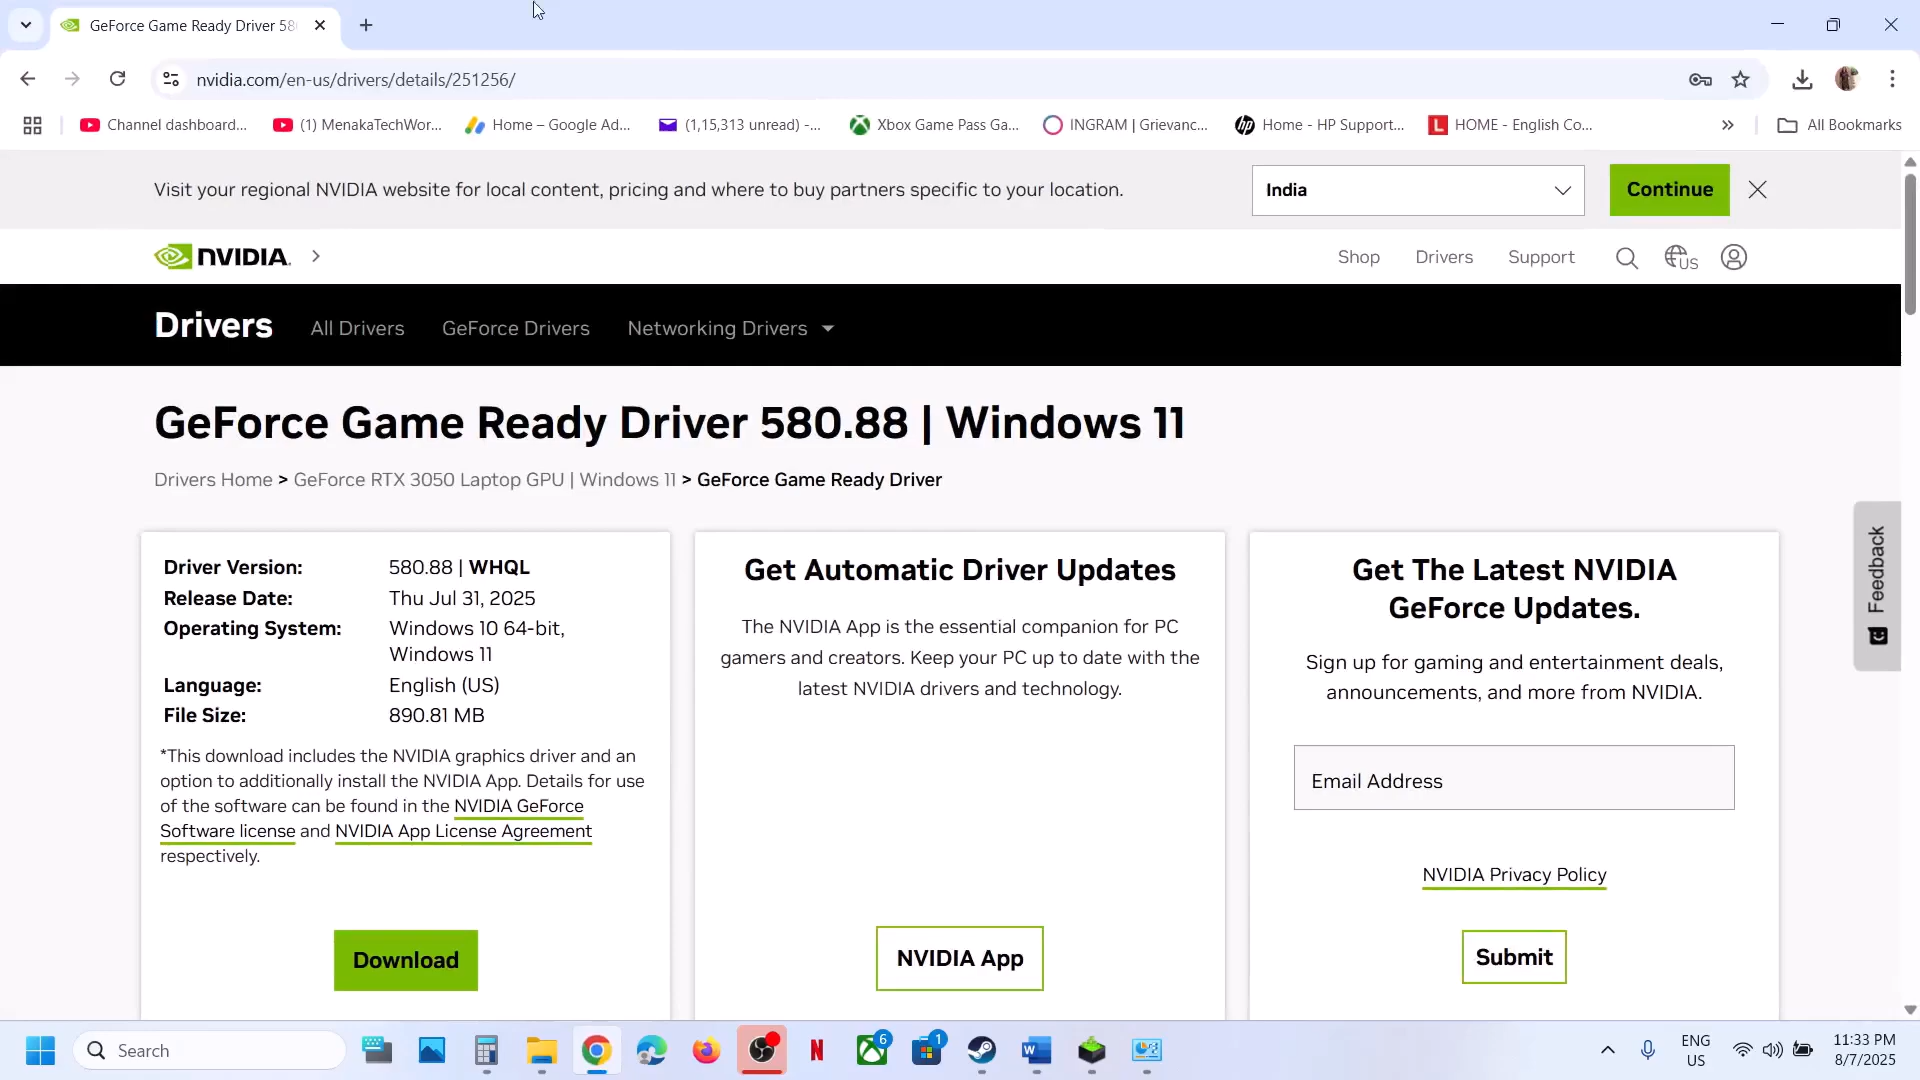 GeForce Game Ready Driver 58
nvidia.com/en-us/drivers/details/251256/
Channel dashboard... (1) MenakaTechWor... Home – Google Ad... (1,15,313 unread) -... Xbox Game Pass Ga... INGRAM | Grievanc... Home - HP Support... HOME - English Co... » All Bookmarks
Visit your regional NVIDIA website for local content, pricing and where to buy partners specific to your location. India Continue
NVIDIA. Shop Drivers Support US
Drivers All Drivers GeForce Drivers Networking Drivers
GeForce Game Ready Driver 580.88 | Windows 11
Drivers Home > GeForce RTX 3050 Laptop GPU | Windows 11 > GeForce Game Ready Driver
Driver Version: 580.88 | WHQL
Release Date: Thu Jul 31, 2025
Operating System: Windows 10 64-bit,
Windows 11
Language: English (US)
File Size: 890.81 MB
*This download includes the NVIDIA graphics driver and an
option to additionally install the NVIDIA App. Details for use
of the software can be found in the NVIDIA GeForce
Software license and NVIDIA App License Agreement
respectively.
Download
Get Automatic Driver Updates
The NVIDIA App is the essential companion for PC
gamers and creators. Keep your PC up to date with the
latest NVIDIA drivers and technology.
NVIDIA App
Get The Latest NVIDIA
GeForce Updates.
Sign up for gaming and entertainment deals,
announcements, and more from NVIDIA.
Email Address
NVIDIA Privacy Policy
Submit
Feedback
Search 6 1 ENG
US
11:33 PM
8/7/2025